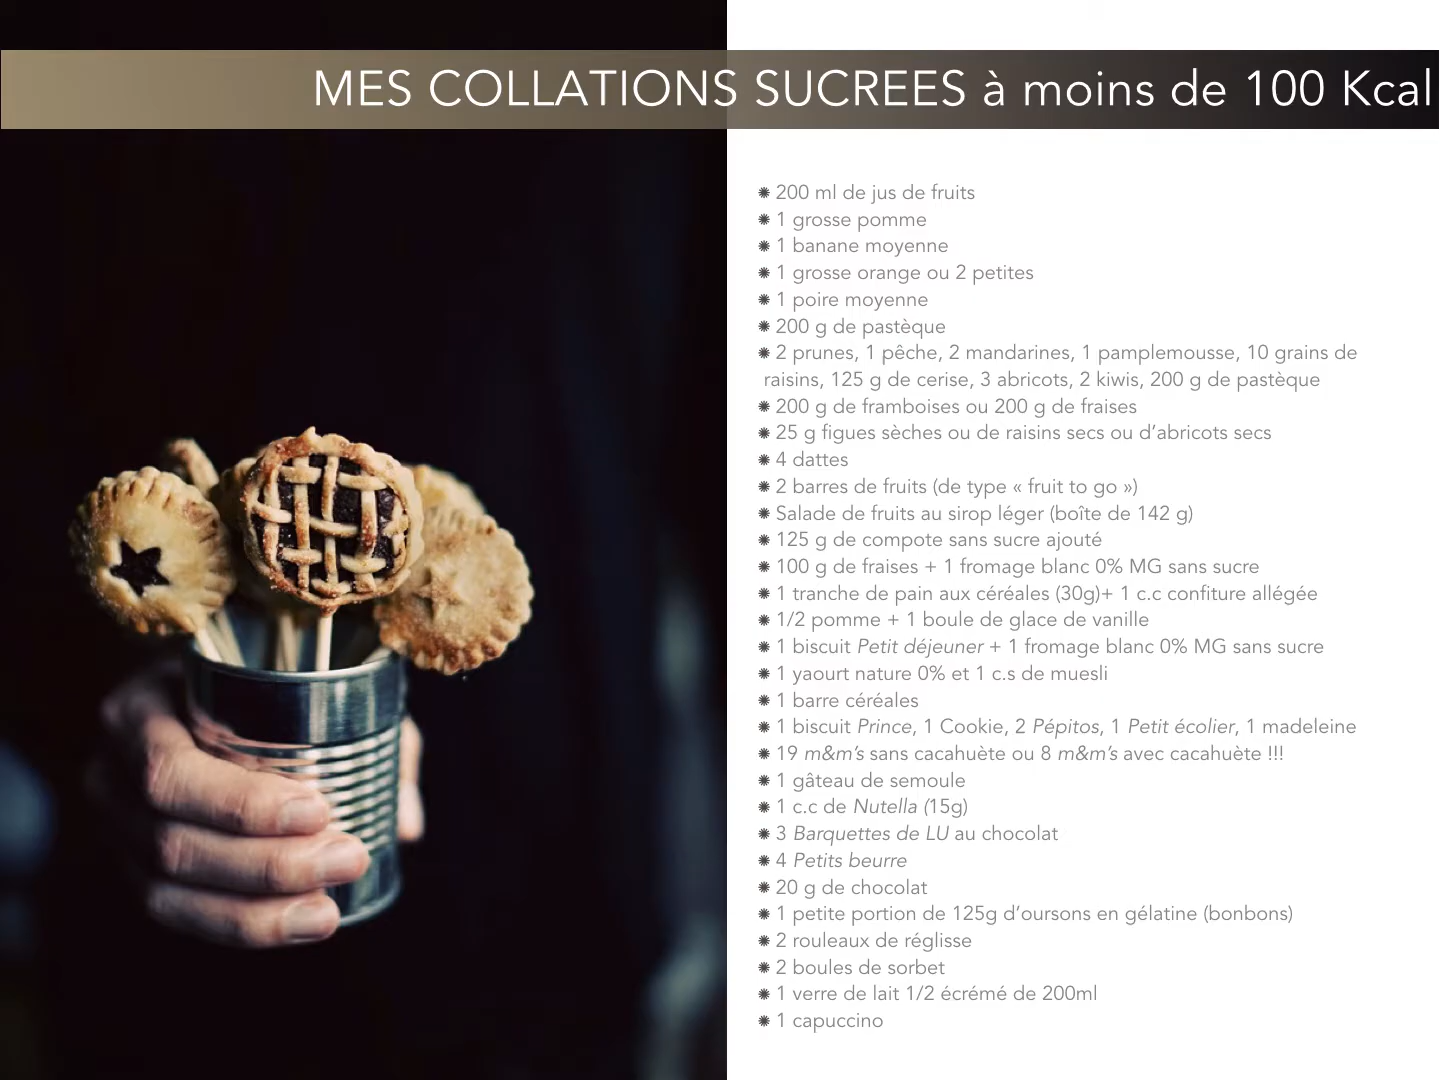 MES COLLATIONS SUCREES à moins de 100 Kcal
✹ 200 ml de jus de fruits
✹ 1 grosse pomme
✹ 1 banane moyenne
✹ 1 grosse orange ou 2 petites
✹ 1 poire moyenne
✹ 200 g de pastèque
✹ 2 prunes, 1 pêche, 2 mandarines, 1 pamplemousse, 10 grains de
raisins, 125 g de cerise, 3 abricots, 2 kiwis, 200 g de pastèque
✹ 200 g de framboises ou 200 g de fraises
✹ 25 g figues sèches ou de raisins secs ou d’abricots secs
✹ 4 dattes
✹ 2 barres de fruits (de type « fruit to go »)
✹ Salade de fruits au sirop léger (boîte de 142 g)
✹ 125 g de compote sans sucre ajouté
✹ 100 g de fraises + 1 fromage blanc 0% MG sans sucre
✹ 1 tranche de pain aux céréales (30g)+ 1 c.c confiture allégée
✹ 1/2 pomme + 1 boule de glace de vanille
✹ 1 biscuit Petit déjeuner + 1 fromage blanc 0% MG sans sucre
✹ 1 yaourt nature 0% et 1 c.s de muesli
✹ 1 barre céréales
✹ 1 biscuit Prince, 1 Cookie, 2 Pépitos, 1 Petit écolier, 1 madeleine
✹ 19 m&m’s sans cacahuète ou 8 m&m’s avec cacahuète !!!
✹ 1 gâteau de semoule
✹ 1 c.c de Nutella (15g)
✹ 3 Barquettes de LU au chocolat
✹ 4 Petits beurre
✹ 20 g de chocolat
✹ 1 petite portion de 125g d’oursons en gélatine (bonbons)
✹ 2 rouleaux de réglisse
✹ 2 boules de sorbet
✹ 1 verre de lait 1/2 écrémé de 200ml
✹ 1 capuccino